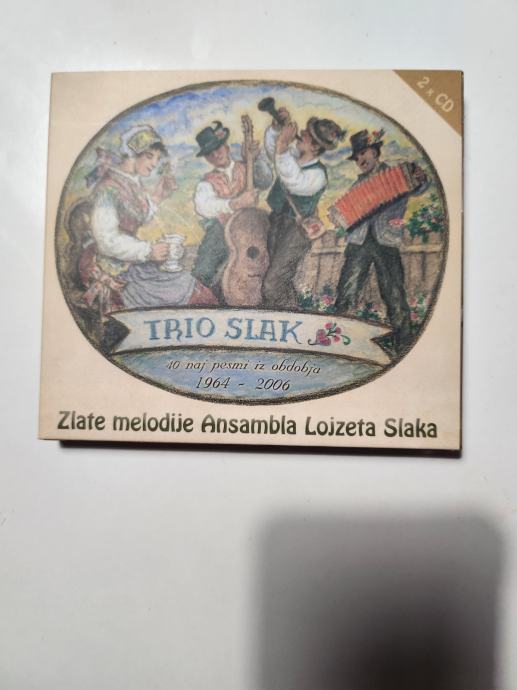 2 x CD
TRIO SLAK
40 naj pesmi iz obdobja
1964 - 2006
Zlate melodije Ansambla Lojzeta Slaka